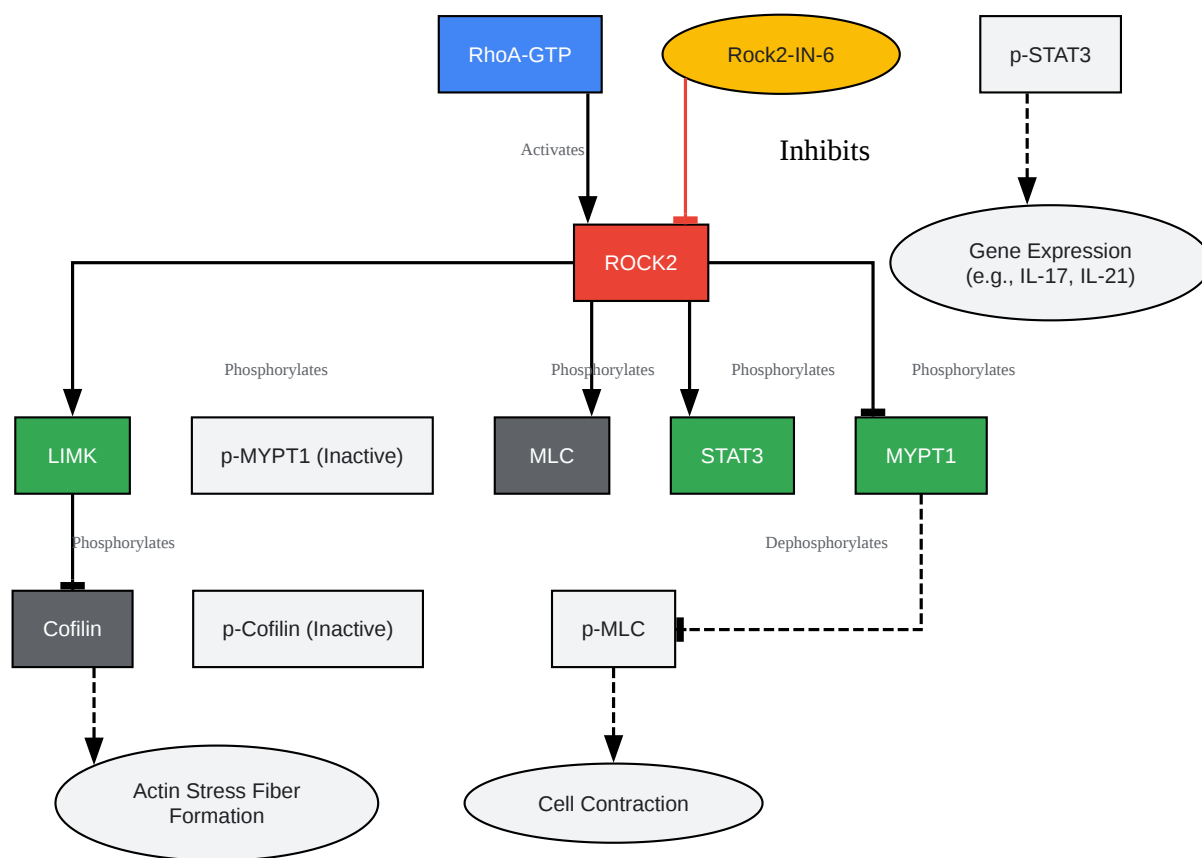 RhoA-GTP
Rock2-IN-6
p-STAT3
Activates
Inhibits
ROCK2
Gene Expression
(e.g., IL-17, IL-21)
Phosphorylates
Phosphorylates
Phosphorylates
Phosphorylates
LIMK
p-MYPT1 (Inactive)
MLC
STAT3
MYPT1
Phosphorylates
Dephosphorylates
Cofilin
p-Cofilin (Inactive)
p-MLC
Actin Stress Fiber
Formation
Cell Contraction